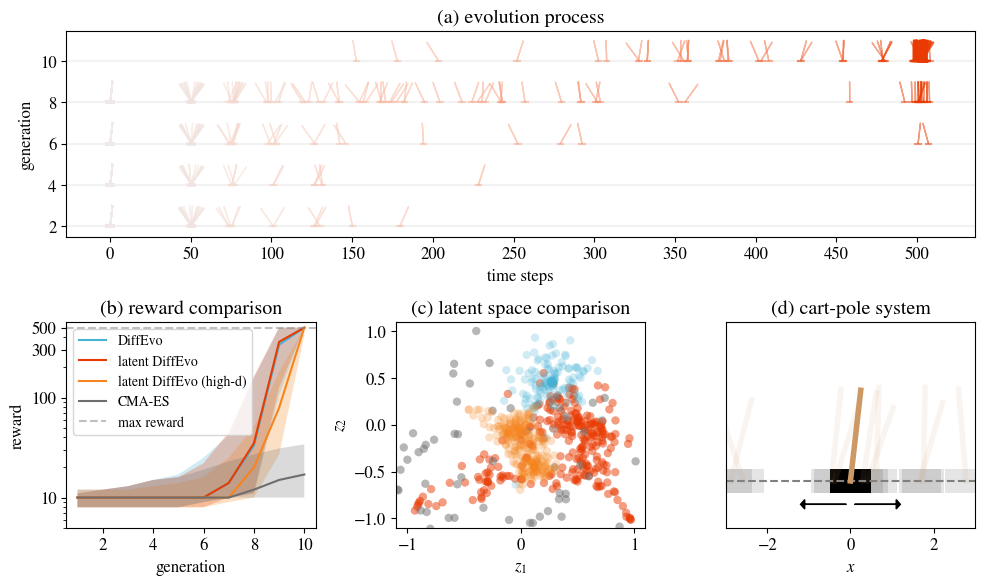 (a) evolution process
generation
10
8
6
4
2
0 50 100 150 200 250 300 350 400 450 500
time steps
(b) reward comparison
reward
500
300
100
10
DiffEvo
latent DiffEvo
latent DiffEvo (high-d)
CMA-ES
max reward
2 4 6 8 10
generation
(c) latent space comparison
z2
1.0
0.5
0.0
−0.5
−1.0
−1 0 1
z1
(d) cart-pole system
−2 0 2
x